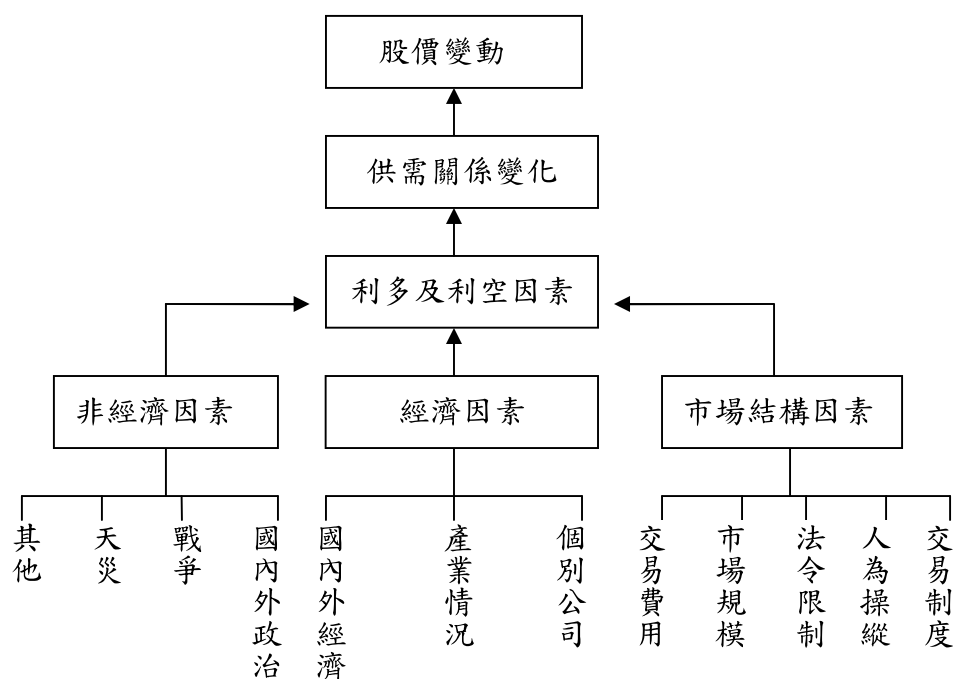 股價變動
供需關係變化
利多及利空因素
非經濟因素
經濟因素
市場結構因素
其他
天災
戰爭
國內外政治
國內外經濟
產業情況
個別公司
交易費用
市場規模
法令限制
人為操縱
交易制度